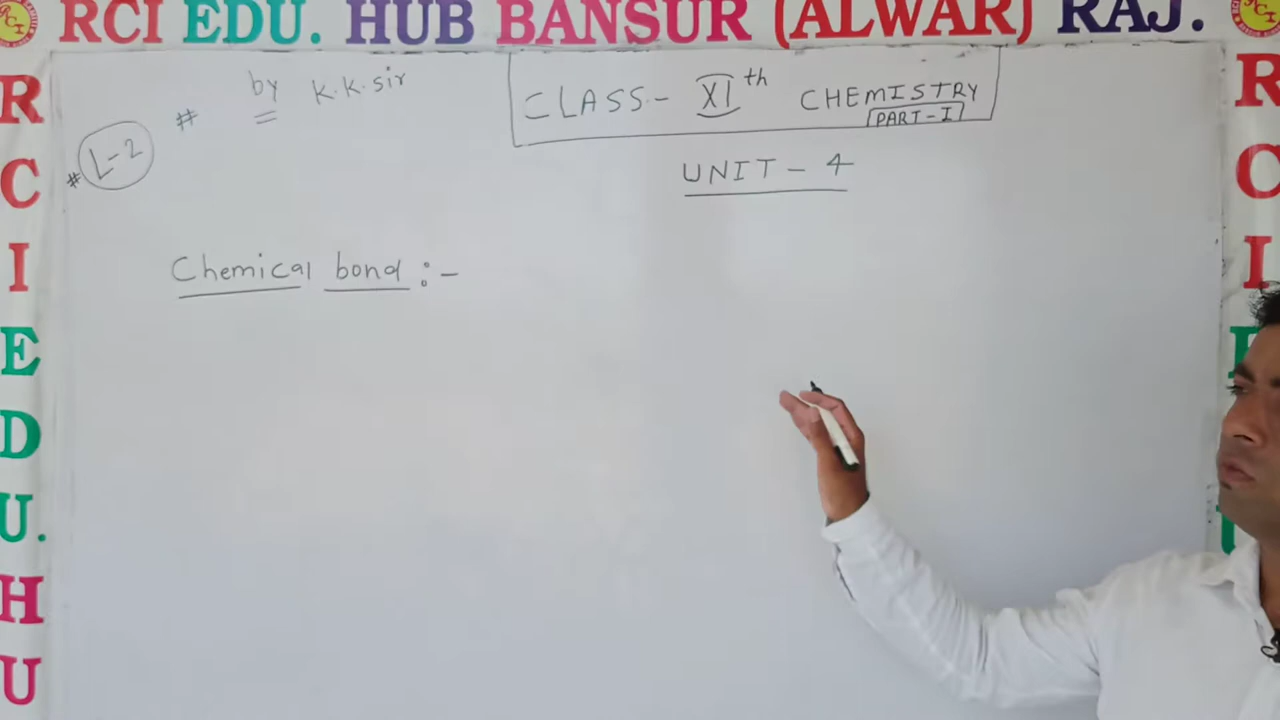 RCI EDU. HUB BANSUR (ALWAR) RAJ.
# by K.K.Sir
CLASS - XIth CHEMISTRY
PART-I
# L-2
UNIT - 4
Chemical bond :-
R
C
I
E
D
U.
H
U
R
C
I
E